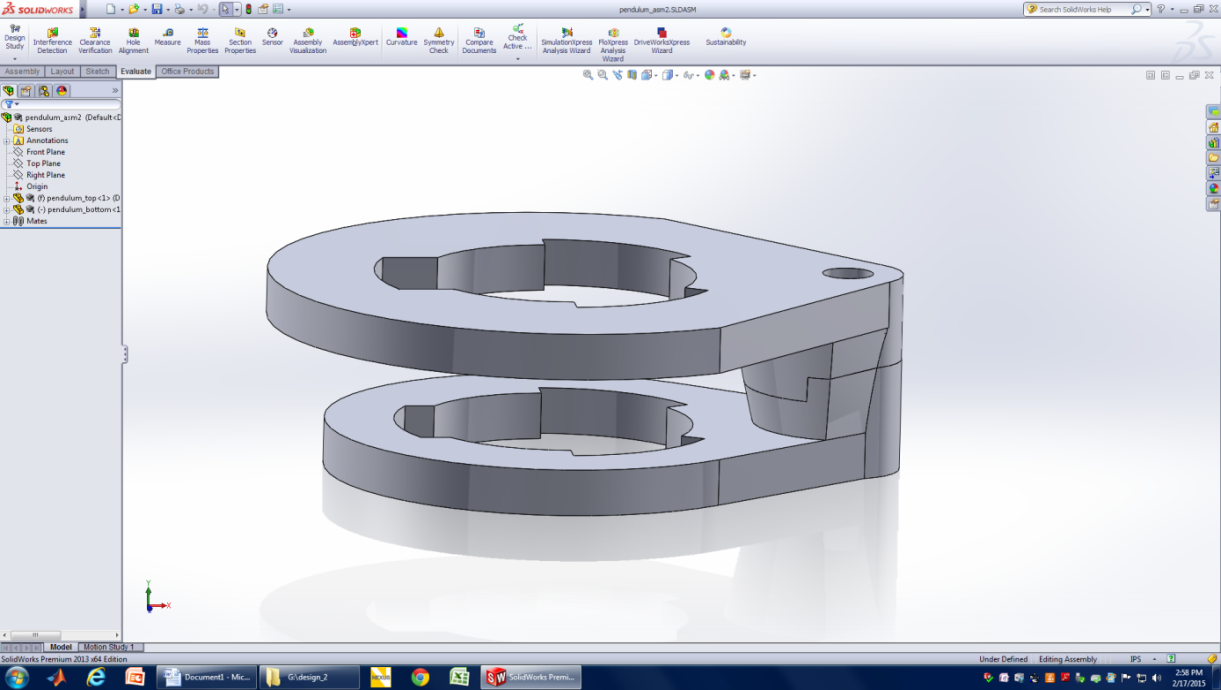 SOLIDWORKS
pendulum_asm2.SLDASM
Search SolidWorks Help
Design Study
Interference Detection
Clearance Verification
Hole Alignment
Measure
Mass Properties
Section Properties
Sensor
Assembly Visualization
AssemblyXpert
Curvature
Symmetry Check
Compare Documents
Check Active ...
SimulationXpress Analysis Wizard
FloXpress Analysis Wizard
DriveWorksXpress Wizard
Sustainability
Assembly Layout Sketch Evaluate Office Products
pendulum_asm2 (Default<D
Sensors
Annotations
Front Plane
Top Plane
Right Plane
Origin
(f) pendulum_top<1> (D
(-) pendulum_bottom<1
Mates
Y
X
Model Motion Study 1
SolidWorks Premium 2013 x64 Edition
Under Defined Editing Assembly IPS
Document1 - Mic...
G:\design_2
SolidWorks Premi...
2:58 PM
2/17/2015